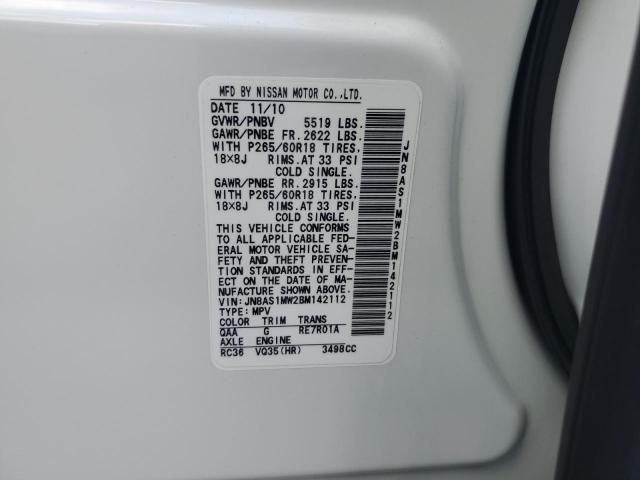 MFD BY NISSAN MOTOR CO.,LTD.
DATE 11/10
GVWR/PNBV 5519 LBS.
GAWR/PNBE FR. 2622 LBS.
WITH P265/60R18 TIRES.
18×8J RIMS. AT 33 PSI
COLD SINGLE.
GAWR/PNBE RR. 2915 LBS.
WITH P265/60R18 TIRES.
18×8J RIMS. AT 33 PSI
COLD SINGLE.
THIS VEHICLE CONFORMS
TO ALL APPLICABLE FED-
ERAL MOTOR VEHICLE SA-
FETY AND THEFT PREVEN-
TION STANDARDS IN EFF-
ECT ON THE DATE OF MA-
NUFACTURE SHOWN ABOVE.
VIN: JN8AS1MW2BM142112
TYPE: MPV
COLOR TRIM TRANS
QAA G RE7R01A
AXLE ENGINE
RC36 VQ35(HR) 3498CC
JN8AS1MW2BM142112